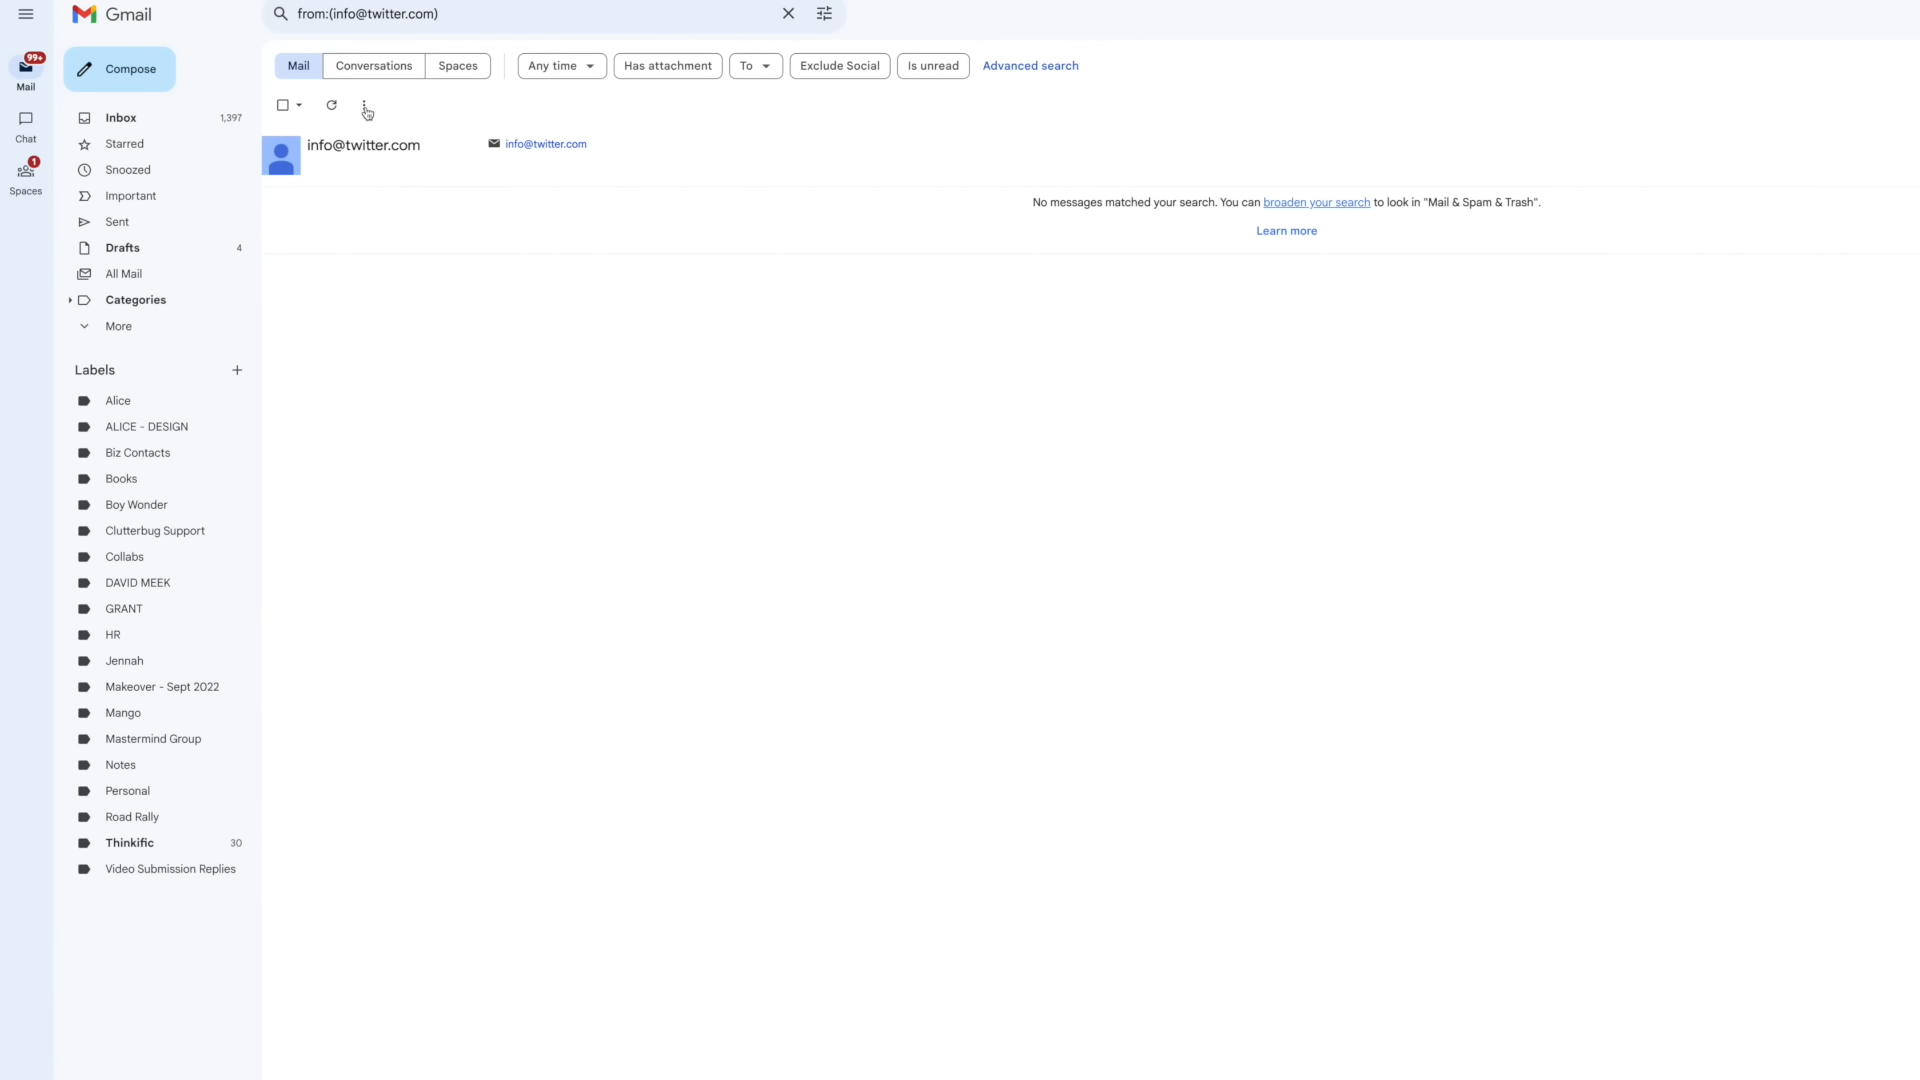 Gmail
from:(info@twitter.com)
99+
Mail
Compose
Mail
Conversations
Spaces
Any time
Has attachment
To
Exclude Social
Is unread
Advanced search
Chat
1
Spaces
Inbox 1,397
Starred
Snoozed
Important
Sent
Drafts 4
All Mail
Categories
More
info@twitter.com
info@twitter.com
No messages matched your search. You can broaden your search to look in "Mail & Spam & Trash".
Learn more
Labels
Alice
ALICE - DESIGN
Biz Contacts
Books
Boy Wonder
Clutterbug Support
Collabs
DAVID MEEK
GRANT
HR
Jennah
Makeover - Sept 2022
Mango
Mastermind Group
Notes
Personal
Road Rally
Thinkific 30
Video Submission Replies